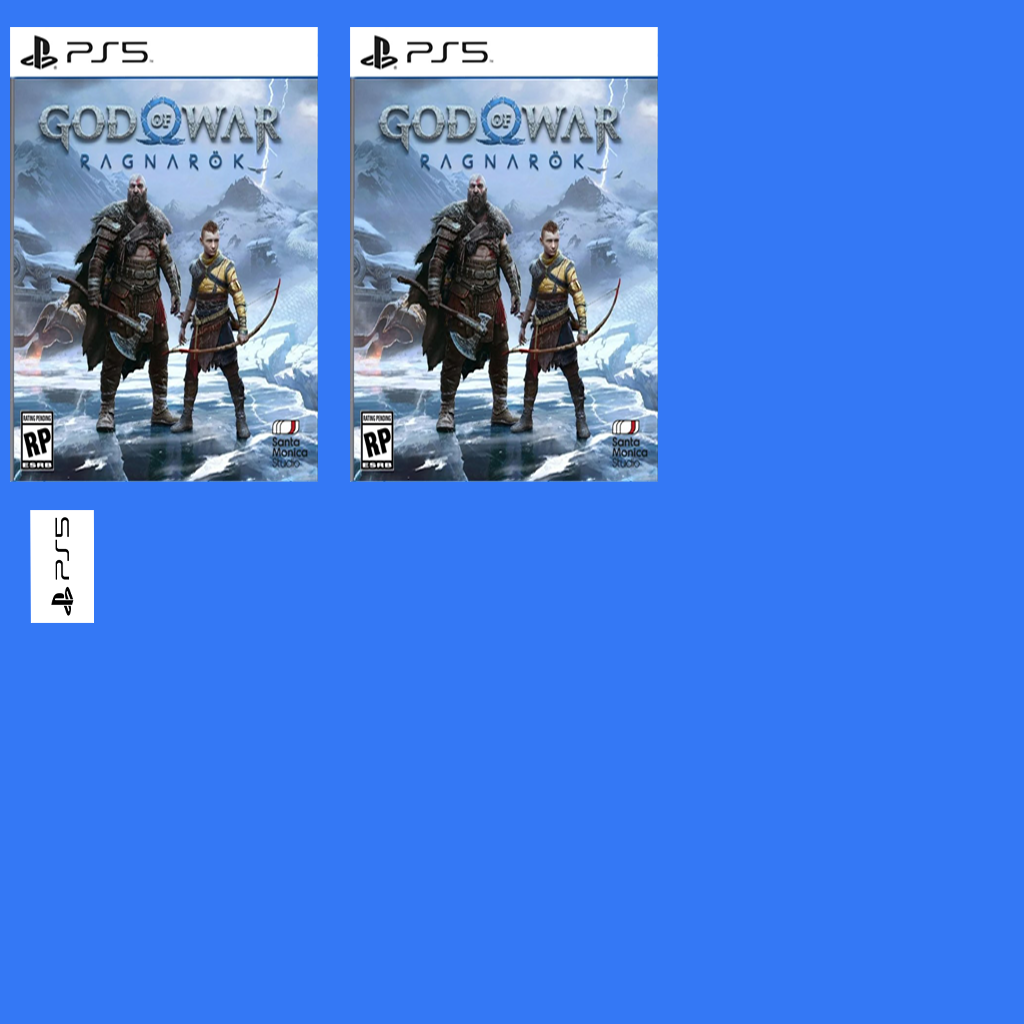 PS5
GOD OF WAR
RAGNARÖK
RATING PENDING
RP
ESRB
Santa
Monica
Studio
PS5
GOD OF WAR
RAGNARÖK
RATING PENDING
RP
ESRB
Santa
Monica
Studio
PS5